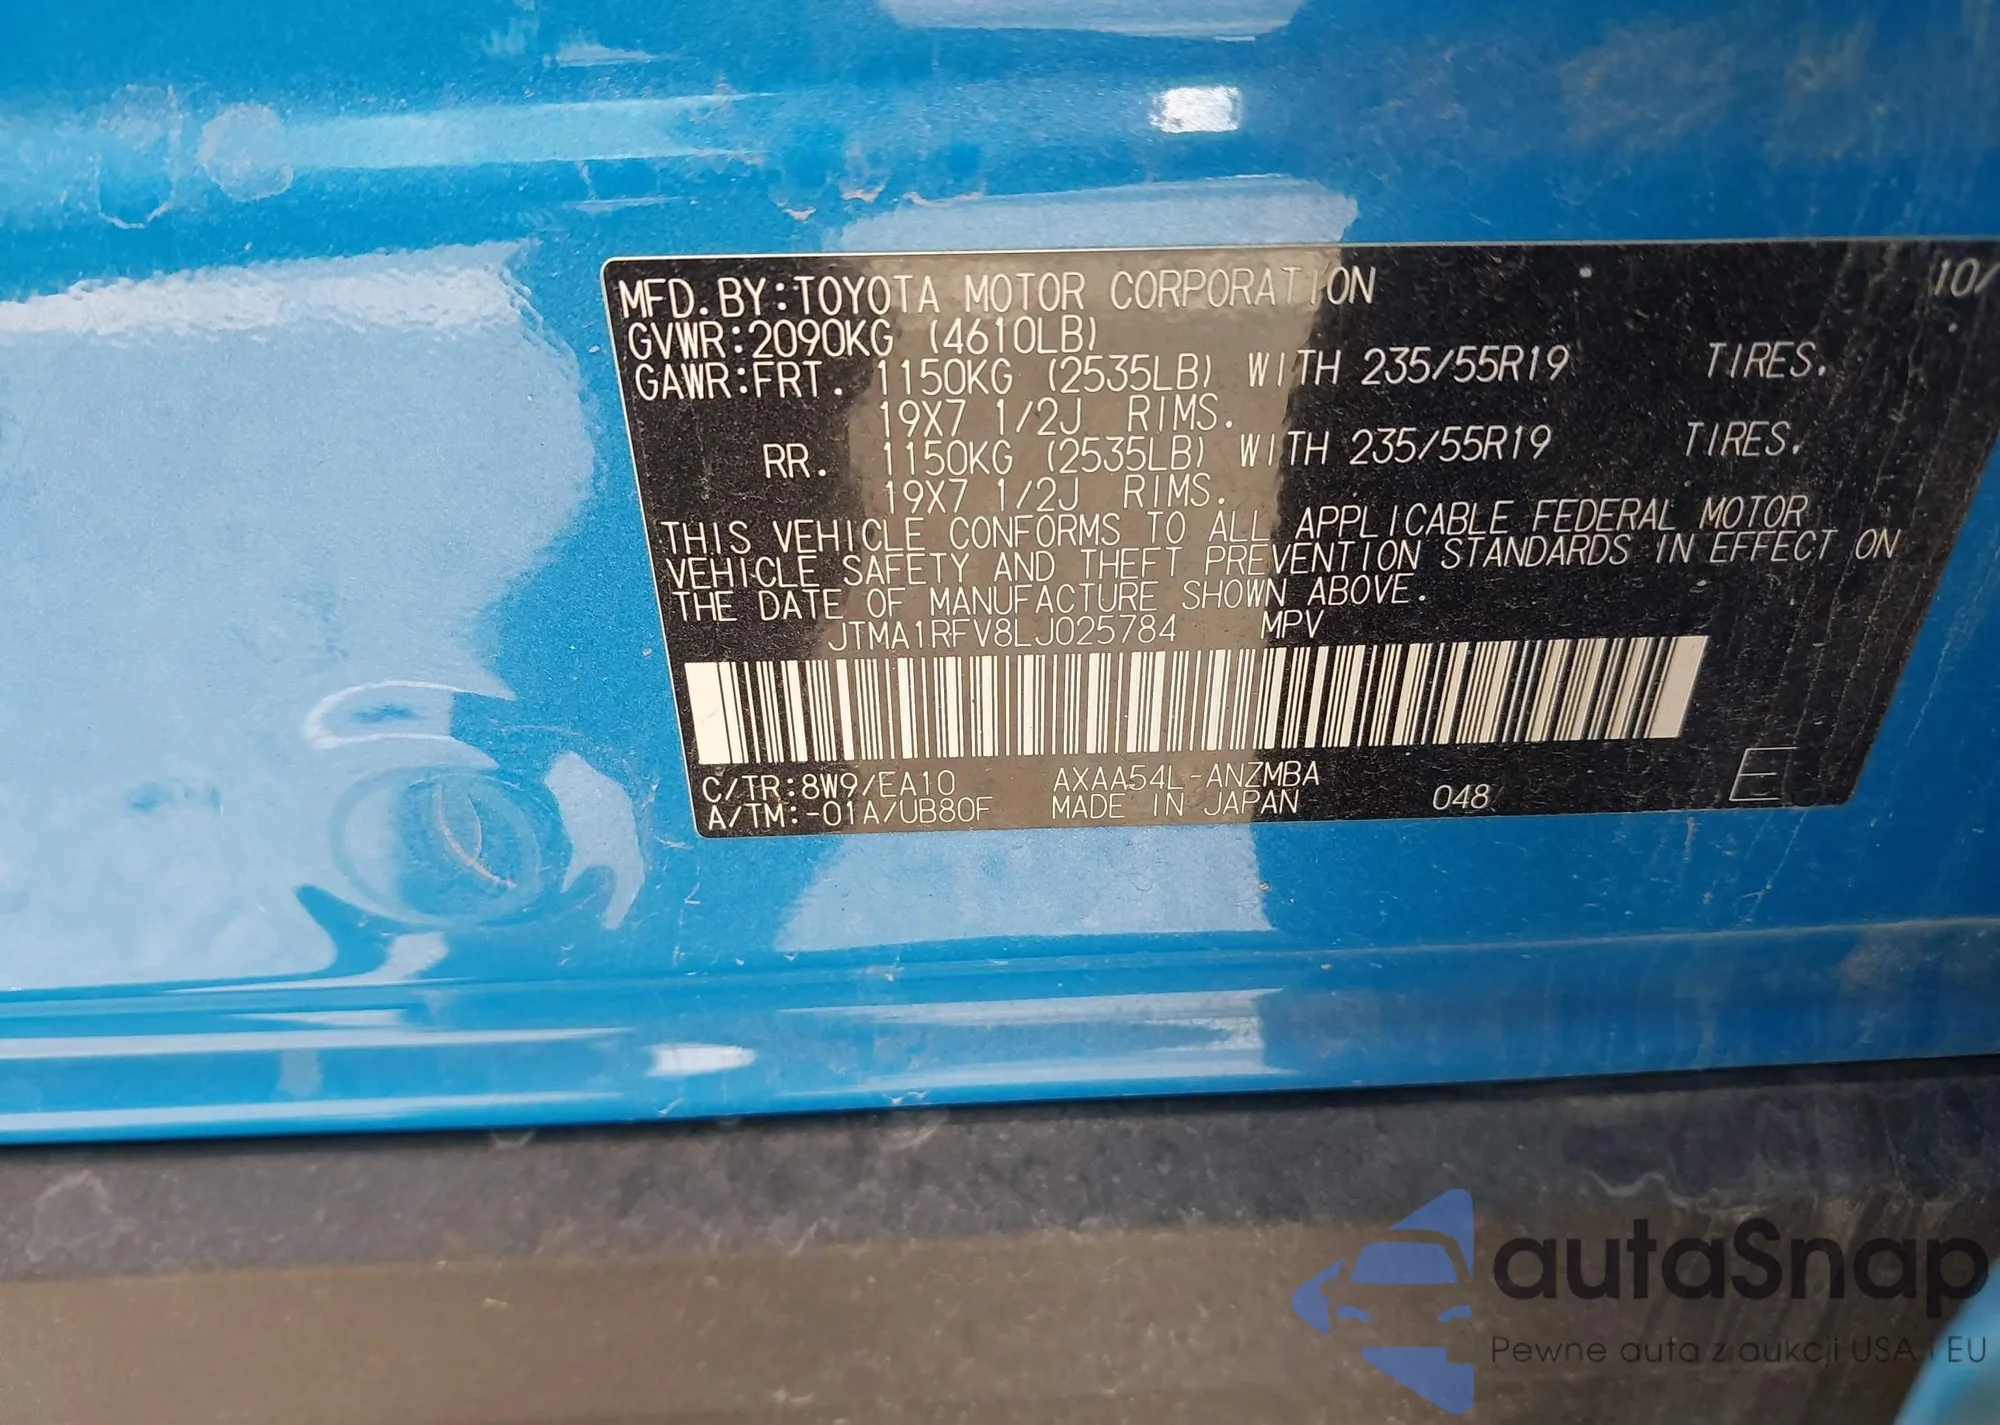 MFD. BY:TOYOTA MOTOR CORPORATION 10/
GVWR:2090KG (4610LB)
GAWR:FRT. 1150KG (2535LB) WITH 235/55R19 TIRES.
19X7 1/2J RIMS.
RR. 1150KG (2535LB) WITH 235/55R19 TIRES.
19X7 1/2J RIMS.
THIS VEHICLE CONFORMS TO ALL APPLICABLE FEDERAL MOTOR
VEHICLE SAFETY AND THEFT PREVENTION STANDARDS IN EFFECT ON
THE DATE OF MANUFACTURE SHOWN ABOVE.
JTMA1RFV8LJ025784 MPV
C/TR:8W9/EA10 AXAA54L-ANZMBA
A/TM:-01A/UB80F MADE IN JAPAN 048 E
autaSnap
Pewne auta z aukcji USA i EU